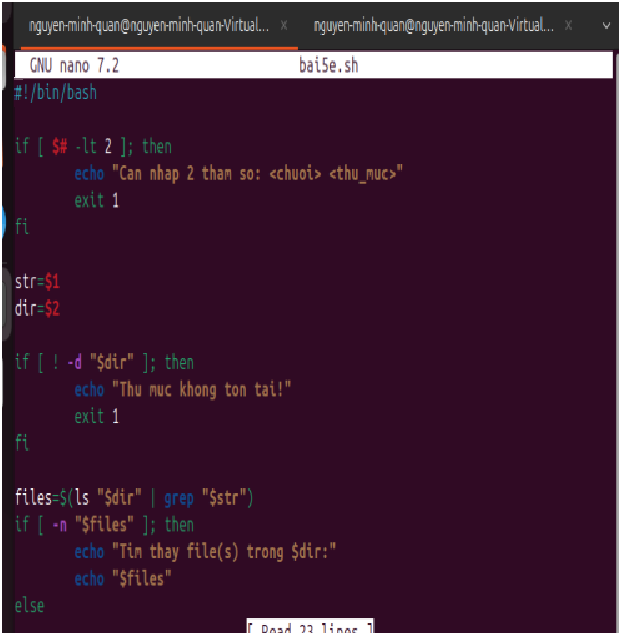 nguyen-minh-quan@nguyen-minh-quan-Virtual... × nguyen-minh-quan@nguyen-minh-quan-Virtual... ×
GNU nano 7.2 bai5e.sh
#!/bin/bash
if [ $# -lt 2 ]; then
echo "Can nhap 2 tham so: <chuoi> <thu_muc>"
exit 1
fi
str=$1
dir=$2
if [ ! -d "$dir" ]; then
echo "Thu muc khong ton tai!"
exit 1
fi
files=$(ls "$dir" | grep "$str")
if [ -n "$files" ]; then
echo "Tim thay file(s) trong $dir:"
echo "$files"
else
[ Read 23 lines ]